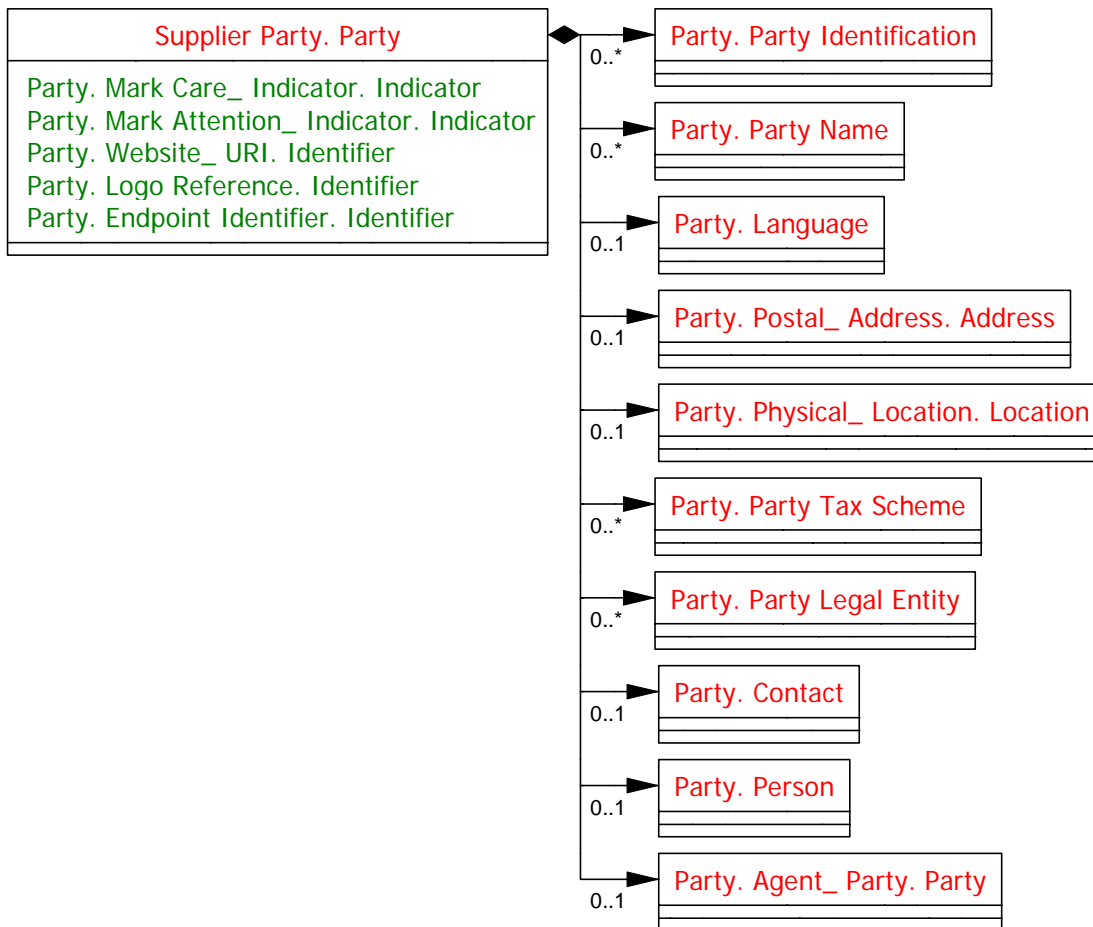 Supplier Party. Party
Party. Mark Care_ Indicator. Indicator
Party. Mark Attention_ Indicator. Indicator
Party. Website_ URI. Identifier
Party. Logo Reference. Identifier
Party. Endpoint Identifier. Identifier
Party. Party Identification
0..*
Party. Party Name
0..*
Party. Language
0..1
Party. Postal_ Address. Address
0..1
Party. Physical_ Location. Location
0..1
Party. Party Tax Scheme
0..*
Party. Party Legal Entity
0..*
Party. Contact
0..1
Party. Person
0..1
Party. Agent_ Party. Party
0..1